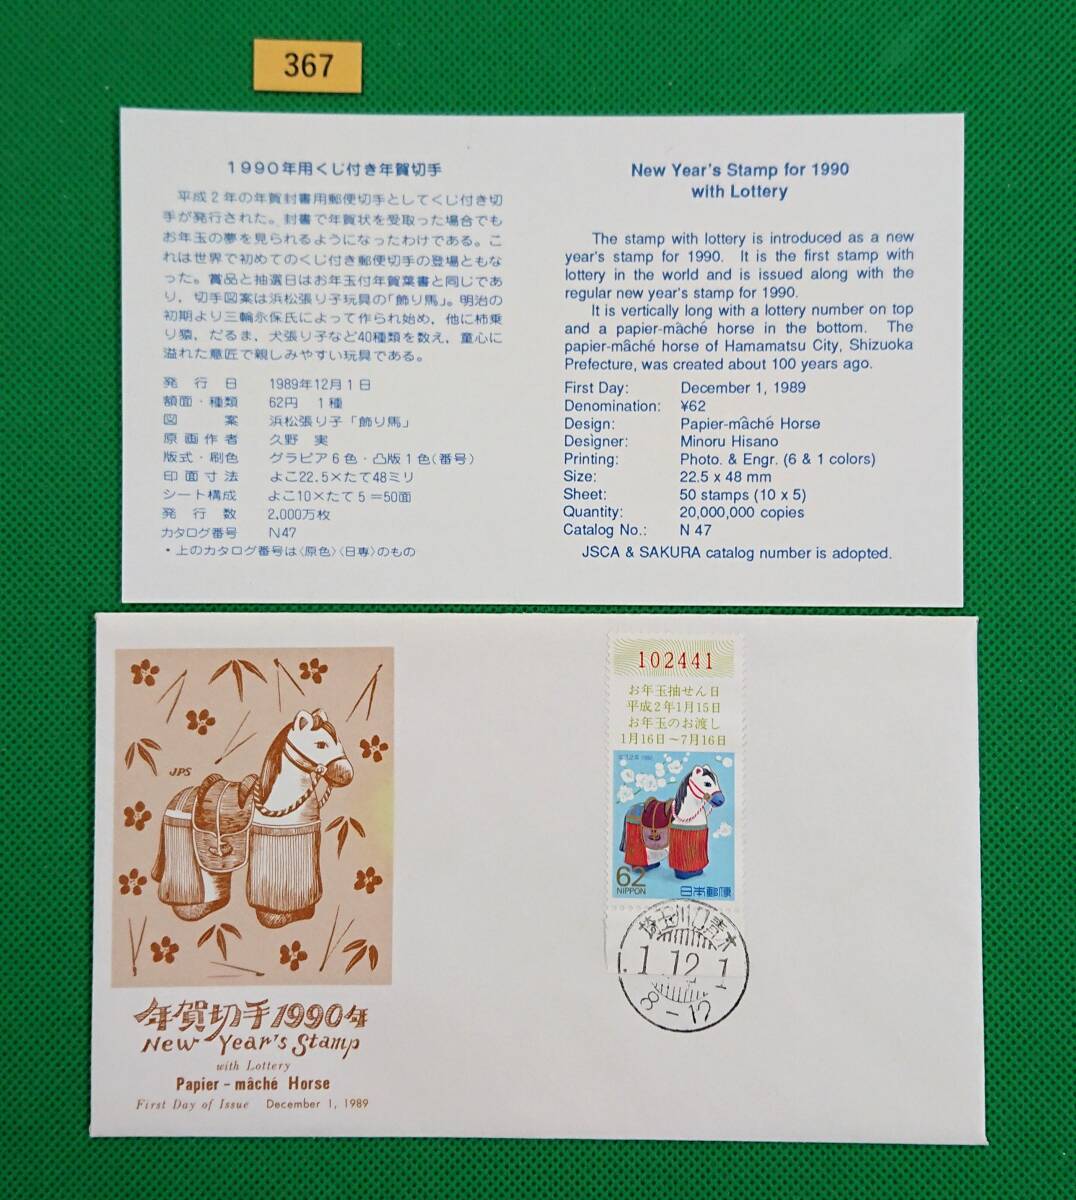 367
1990年用くじ付き年賀切手
平成2年の年賀封書用郵便切手としてくじ付き切
手が発行された。封書で年賀状を受取った場合でも
お年玉の夢を見られるようになったわけである。こ
れは世界で初めてのくじ付き郵便切手の登場ともな
った。賞品と抽選日はお年玉付年賀葉書と同じであ
り,切手図案は浜松張り子玩具の「飾り馬」。明治の
初期より三輪永保氏によって作られ始め,他に柿乗
り猿,だるま,犬張り子など40種類を数え,童心に
溢れた意匠で親しみやすい玩具である。
発行日 1989年12月1日
額面・種類 62円 1種
図案 浜松張り子「飾り馬」
原画作者 久野 実
版式・刷色 グラビア6色・凸版1色(番号)
印面寸法 よこ22.5×たて48ミリ
シート構成 よこ10×たて5=50面
発行数 2,000万枚
カタログ番号 N47
・上のカタログ番号は〈原色〉〈日専〉のもの
New Year's Stamp for 1990
with Lottery
The stamp with lottery is introduced as a new
year's stamp for 1990. It is the first stamp with
lottery in the world and is issued along with the
regular new year's stamp for 1990.
It is vertically long with a lottery number on top
and a papier-mâché horse in the bottom. The
papier-mâché horse of Hamamatsu City, Shizuoka
Prefecture, was created about 100 years ago.
First Day: December 1, 1989
Denomination: ¥62
Design: Papier-mâché Horse
Designer: Minoru Hisano
Printing: Photo. & Engr. (6 & 1 colors)
Size: 22.5 x 48 mm
Sheet: 50 stamps (10 x 5)
Quantity: 20,000,000 copies
Catalog No.: N 47
JSCA & SAKURA catalog number is adopted.
JPS
年賀切手1990年
New Year's Stamp
with Lottery
Papier-mâché Horse
First Day of Issue December 1, 1989
102441
お年玉抽せん日
平成2年1月15日
お年玉のお渡し
1月16日~7月16日
平成2年 1990
62
NIPPON
日本郵便
埼玉川口青木
1.12.1
8-12